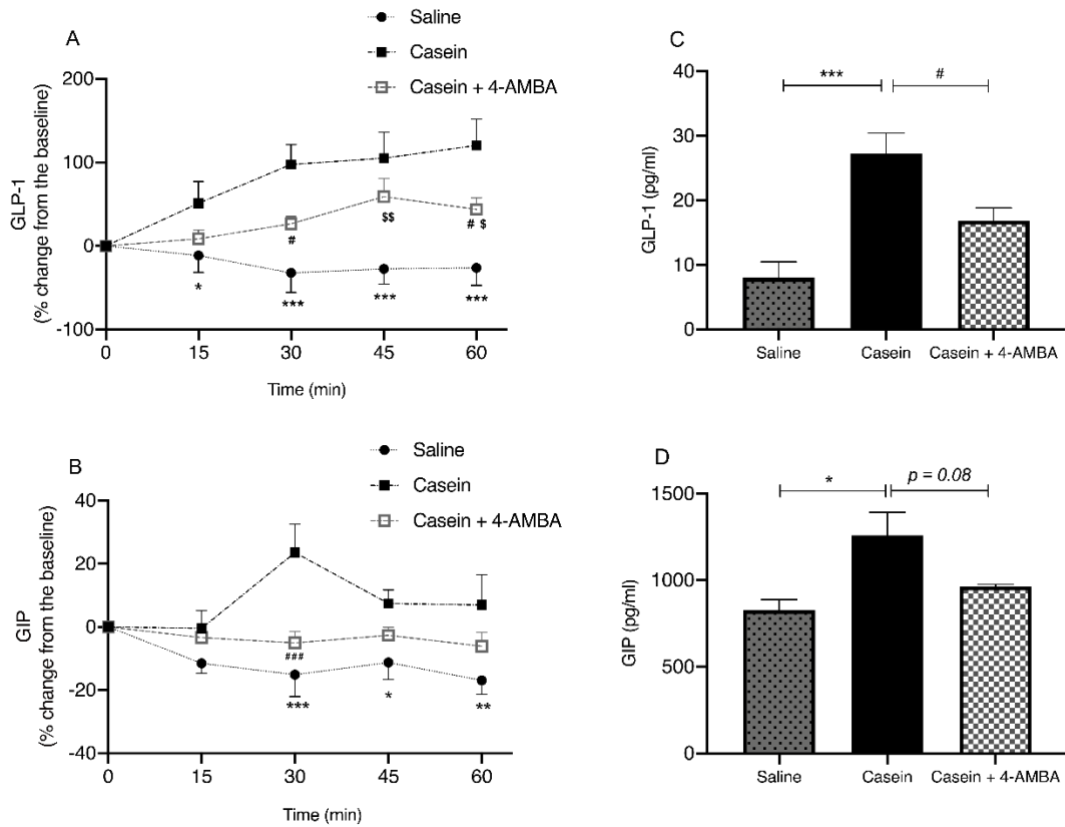 A
Saline
Casein
Casein + 4-AMBA
GLP-1
(% change from the baseline)
200
100
0
-100
*
#
***
$$
***
# $
***
0 15 30 45 60
Time (min)
C
GLP-1 (pg/ml)
40
30
20
10
0
***
#
Saline Casein Casein + 4-AMBA
B
Saline
Casein
Casein + 4-AMBA
GIP
(% change from the baseline)
40
20
0
-20
-40
###
***
*
**
0 15 30 45 60
Time (min)
D
GIP (pg/ml)
1500
1000
500
0
*
p = 0.08
Saline Casein Casein + 4-AMBA